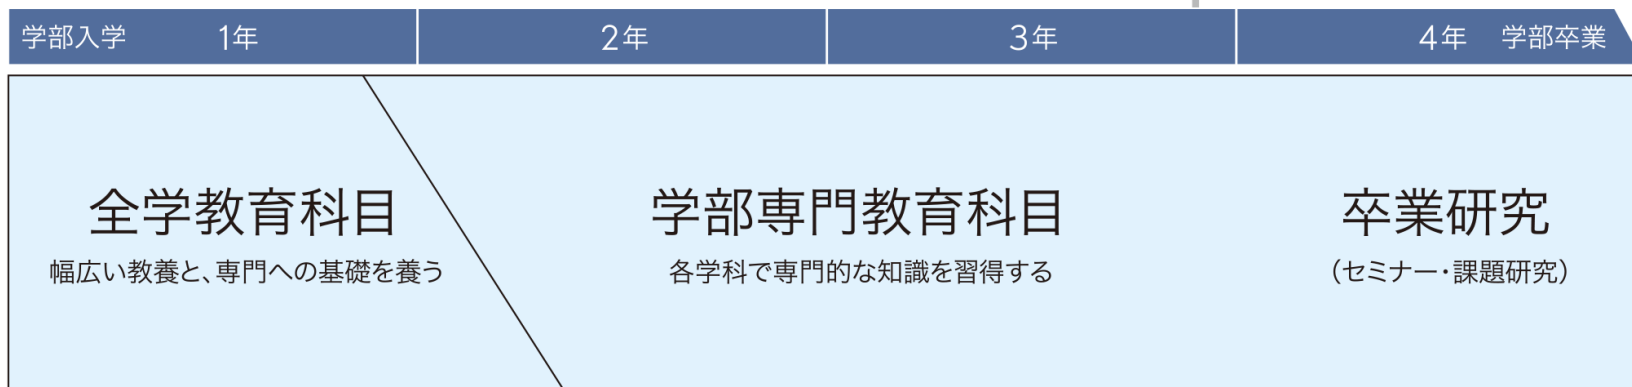 学部入学 1年 2年 3年 4年 学部卒業
全学教育科目 学部専門教育科目 卒業研究
幅広い教養と、専門への基礎を養う 各学科で専門的な知識を習得する （セミナー・課題研究）